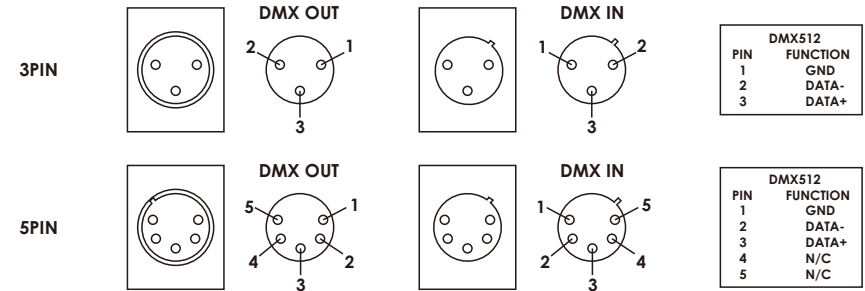 DMX OUT DMX IN
2 1 1 2
3PIN
3 3
DMX512
PIN FUNCTION
1 GND
2 DATA-
3 DATA+
DMX OUT DMX IN
5 1 1 5
5PIN
4 2 2 4
3 3
DMX512
PIN FUNCTION
1 GND
2 DATA-
3 DATA+
4 N/C
5 N/C